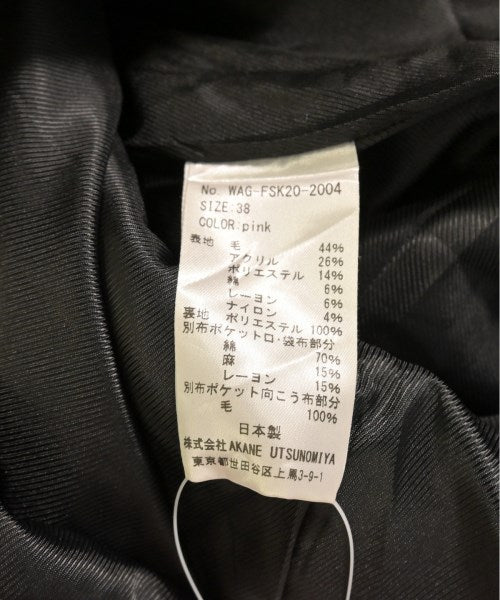 No. WAG-FSK20-2004
SIZE:38
COLOR:pink
表地 毛 44%
アクリル 26%
ポリエステル 14%
綿 6%
レーヨン 6%
ナイロン 4%
裏地 ポリエステル 100%
別布ポケット口・袋布部分
綿 70%
麻 15%
レーヨン 15%
別布ポケット向こう布部分
毛 100%
日本製
株式会社AKANE UTSUNOMIYA
東京都世田谷区上馬3-9-1